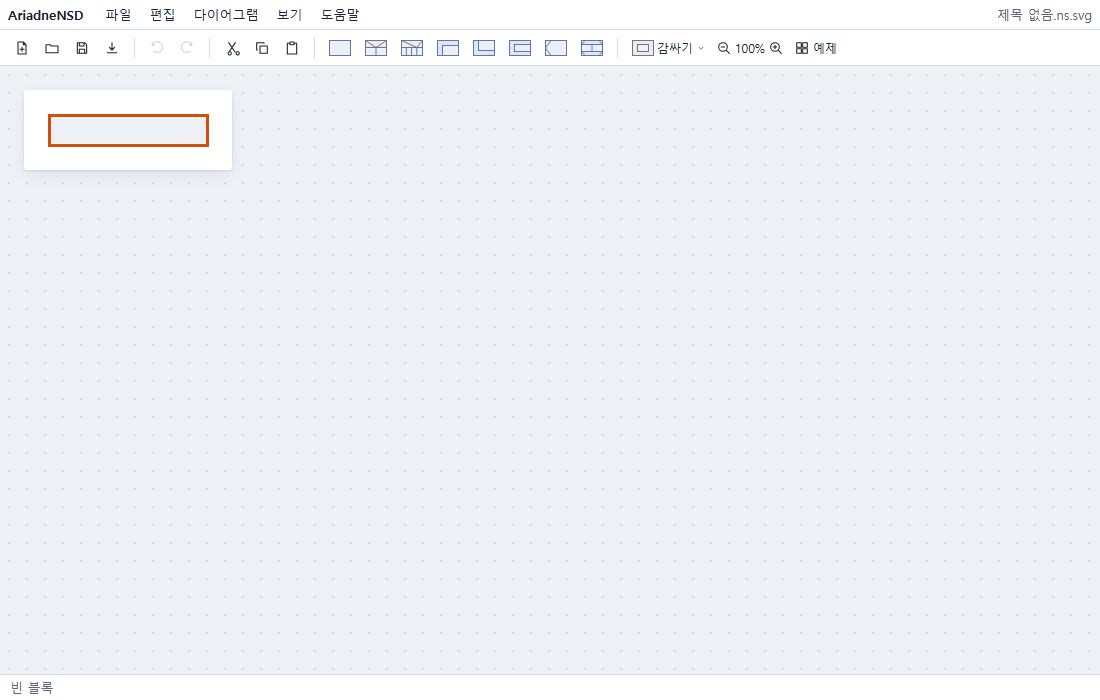 AriadneNSD 파일 편집 다이어그램 보기 도움말 제목 없음.ns.svg
감싸기 100% 예제
빈 블록